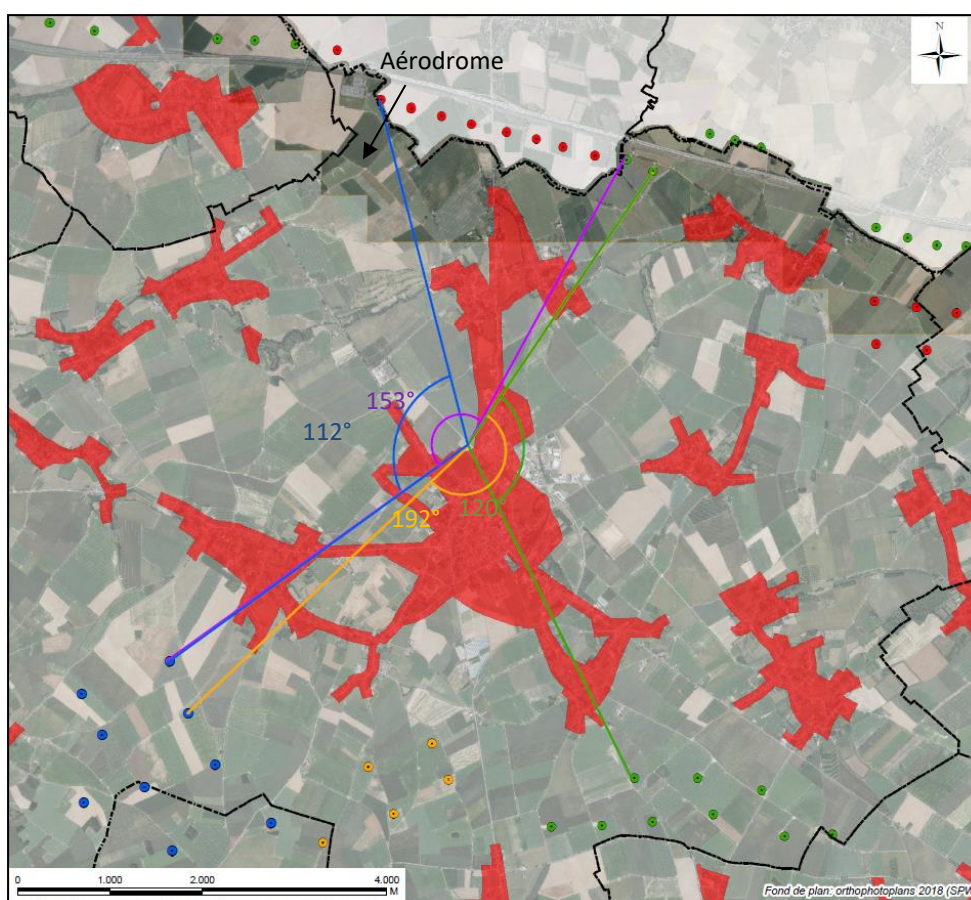 N
Aérodrome
153°
112°
120
192°
0 1.000 2.000 4.000
M
Fond de plan: orthophotoplans 2018 (SPW